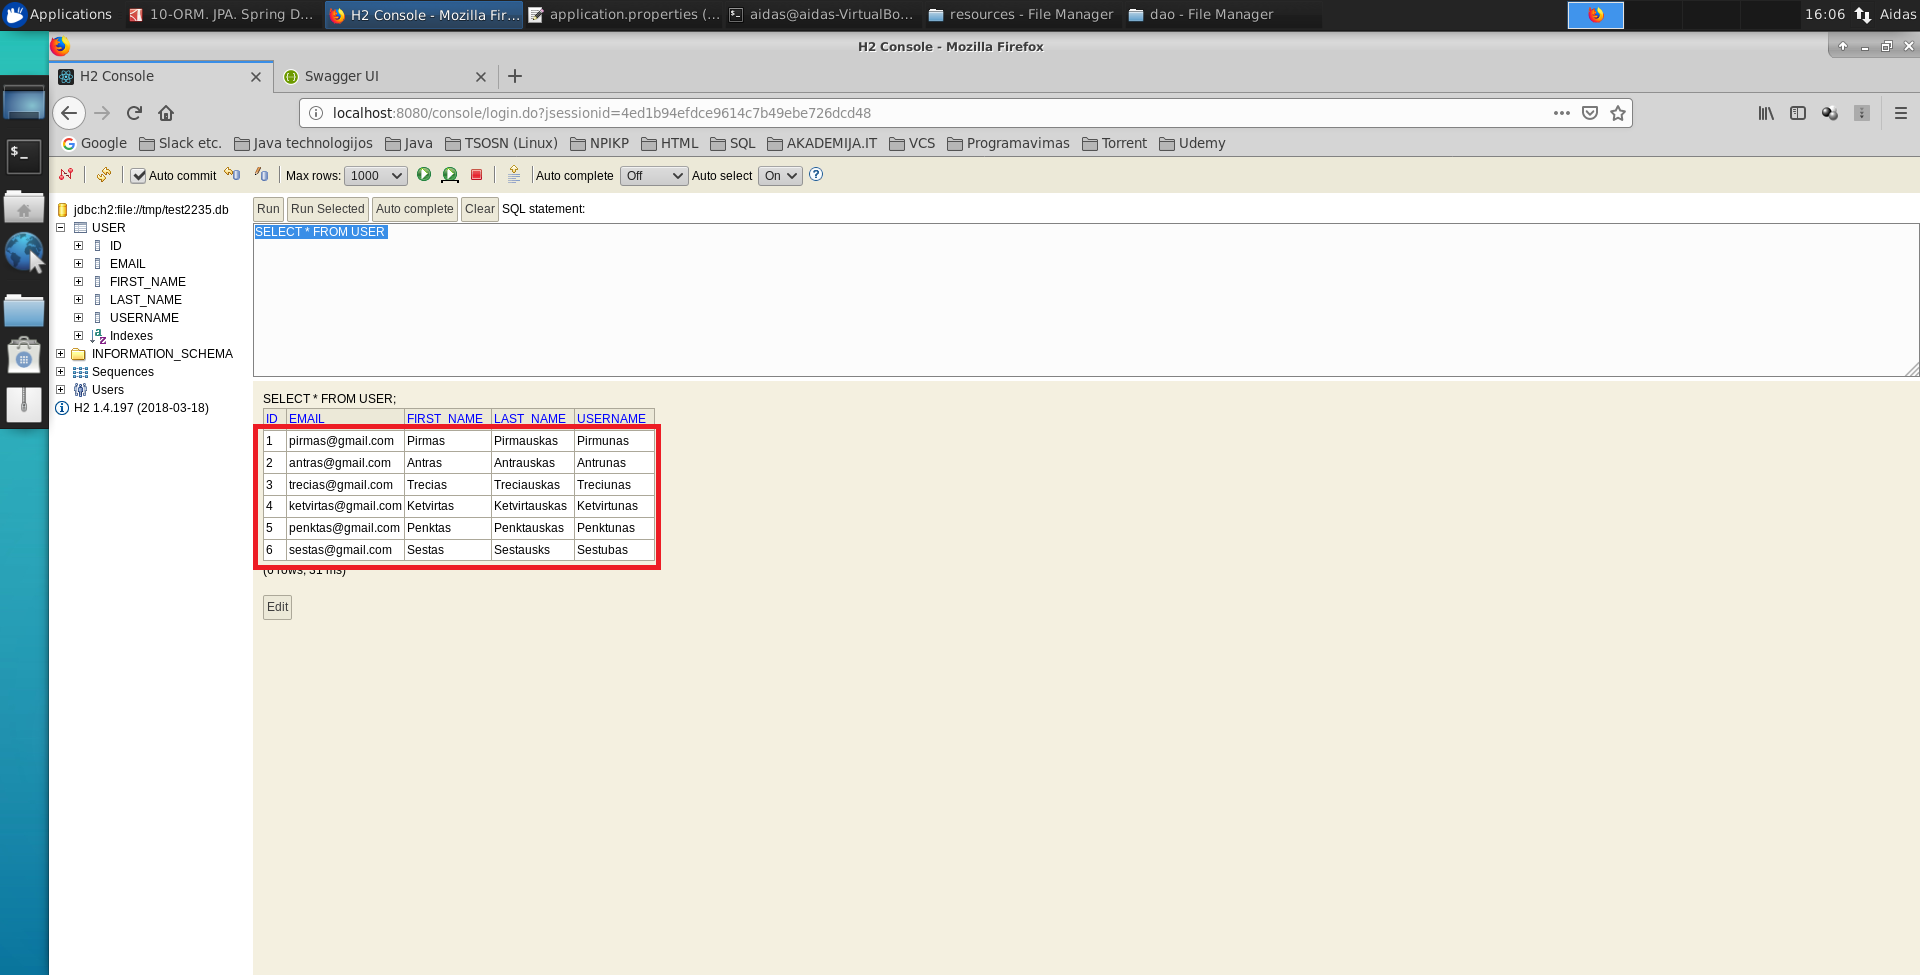 Applications 10-ORM. JPA. Spring D... H2 Console - Mozilla Fir... application.properties (... aidas@aidas-VirtualBo... resources - File Manager dao - File Manager 16:06 Aidas
H2 Console - Mozilla Firefox
H2 Console Swagger UI
localhost:8080/console/login.do?jsessionid=4ed1b94efdce9614c7b49ebe726dcd48
Google Slack etc. Java technologijos Java TSOSN (Linux) NPIKP HTML SQL AKADEMIJA.IT VCS Programavimas Torrent Udemy
Auto commit Max rows: 1000 Auto complete Off Auto select On
jdbc:h2:file://tmp/test2235.db
USER
ID
EMAIL
FIRST_NAME
LAST_NAME
USERNAME
Indexes
INFORMATION_SCHEMA
Sequences
Users
H2 1.4.197 (2018-03-18)
Run Run Selected Auto complete Clear SQL statement:
SELECT * FROM USER
SELECT * FROM USER;
ID EMAIL FIRST_NAME LAST_NAME USERNAME
1 pirmas@gmail.com Pirmas Pirmauskas Pirmunas
2 antras@gmail.com Antras Antrauskas Antrunas
3 trecias@gmail.com Trecias Treciauskas Treciunas
4 ketvirtas@gmail.com Ketvirtas Ketvirtauskas Ketvirtunas
5 penktas@gmail.com Penktas Penktauskas Penktunas
6 sestas@gmail.com Sestas Sestausks Sestubas
(6 rows, 31 ms)
Edit